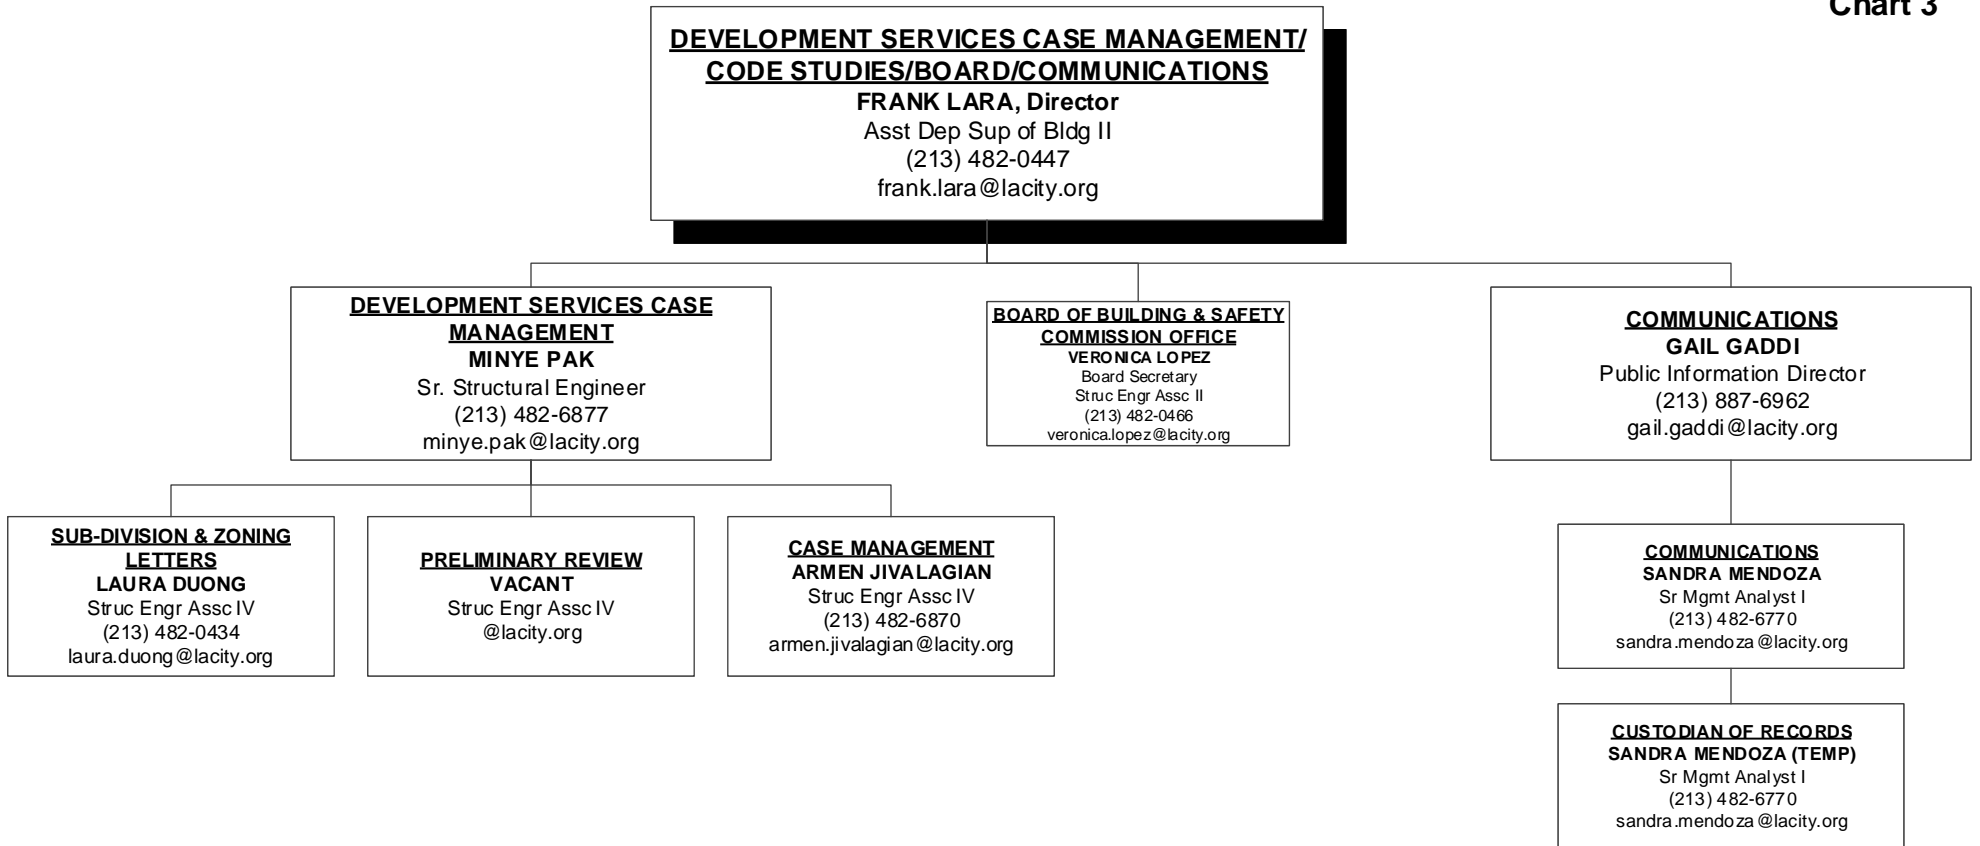 Chart 3
DEVELOPMENT SERVICES CASE MANAGEMENT/
CODE STUDIES/BOARD/COMMUNICATIONS
FRANK LARA, Director
Asst Dep Sup of Bldg II
(213) 482-0447
frank.lara@lacity.org
DEVELOPMENT SERVICES CASE
MANAGEMENT
MINYE PAK
Sr. Structural Engineer
(213) 482-6877
minye.pak@lacity.org
BOARD OF BUILDING & SAFETY
COMMISSION OFFICE
VERONICA LOPEZ
Board Secretary
Struc Engr Assc II
(213) 482-0466
veronica.lopez@lacity.org
COMMUNICATIONS
GAIL GADDI
Public Information Director
(213) 887-6962
gail.gaddi@lacity.org
SUB-DIVISION & ZONING
LETTERS
LAURA DUONG
Struc Engr Assc IV
(213) 482-0434
laura.duong@lacity.org
PRELIMINARY REVIEW
VACANT
Struc Engr Assc IV
@lacity.org
CASE MANAGEMENT
ARMEN JIVALAGIAN
Struc Engr Assc IV
(213) 482-6870
armen.jivalagian@lacity.org
COMMUNICATIONS
SANDRA MENDOZA
Sr Mgmt Analyst I
(213) 482-6770
sandra.mendoza@lacity.org
CUSTODIAN OF RECORDS
SANDRA MENDOZA (TEMP)
Sr Mgmt Analyst I
(213) 482-6770
sandra.mendoza@lacity.org